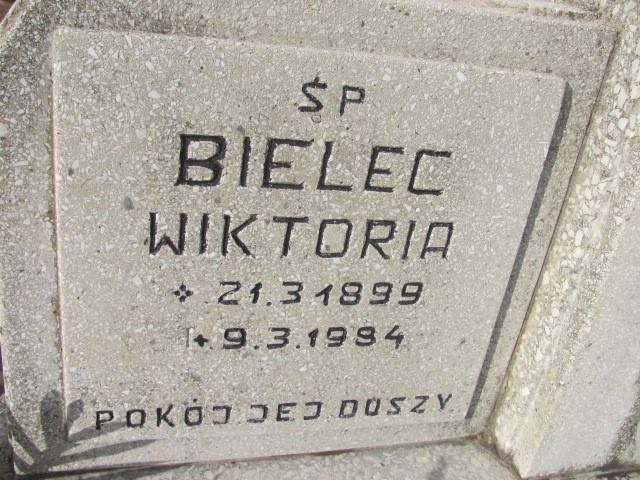 ŚP
BIELEC
WIKTORIA
21.3 1899
9.3.1994
POKÓJ JEJ DUSZY